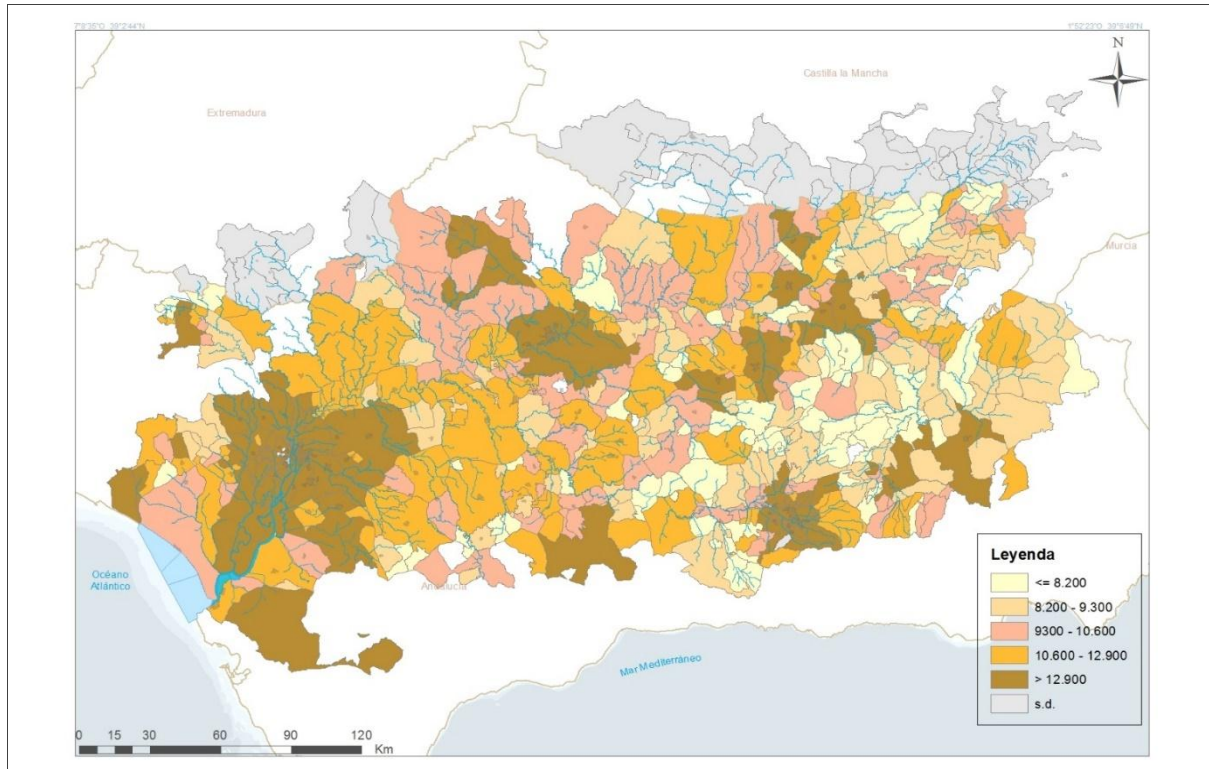 7°9'35"O 39°2'44"N
1°52'23"O 39°8'49"N
N
Castilla la Mancha
Extremadura
Murcia
Océano
Atlántico
Andalucía
Mar Mediterráneo
Leyenda
<= 8.200
8.200 - 9.300
9300 - 10.600
10.600 - 12.900
> 12.900
s.d.
0 15 30 60 90 120
Km